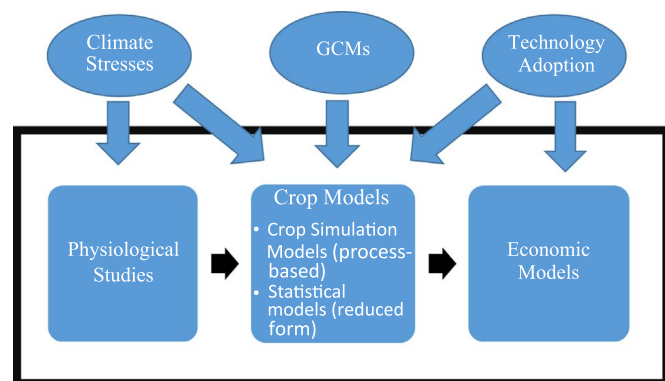 Climate
Stresses
GCMs
Technology
Adoption
Physiological
Studies
Crop Models
• Crop Simulation
Models (process-
based)
• Statistical
models (reduced
form)
Economic
Models